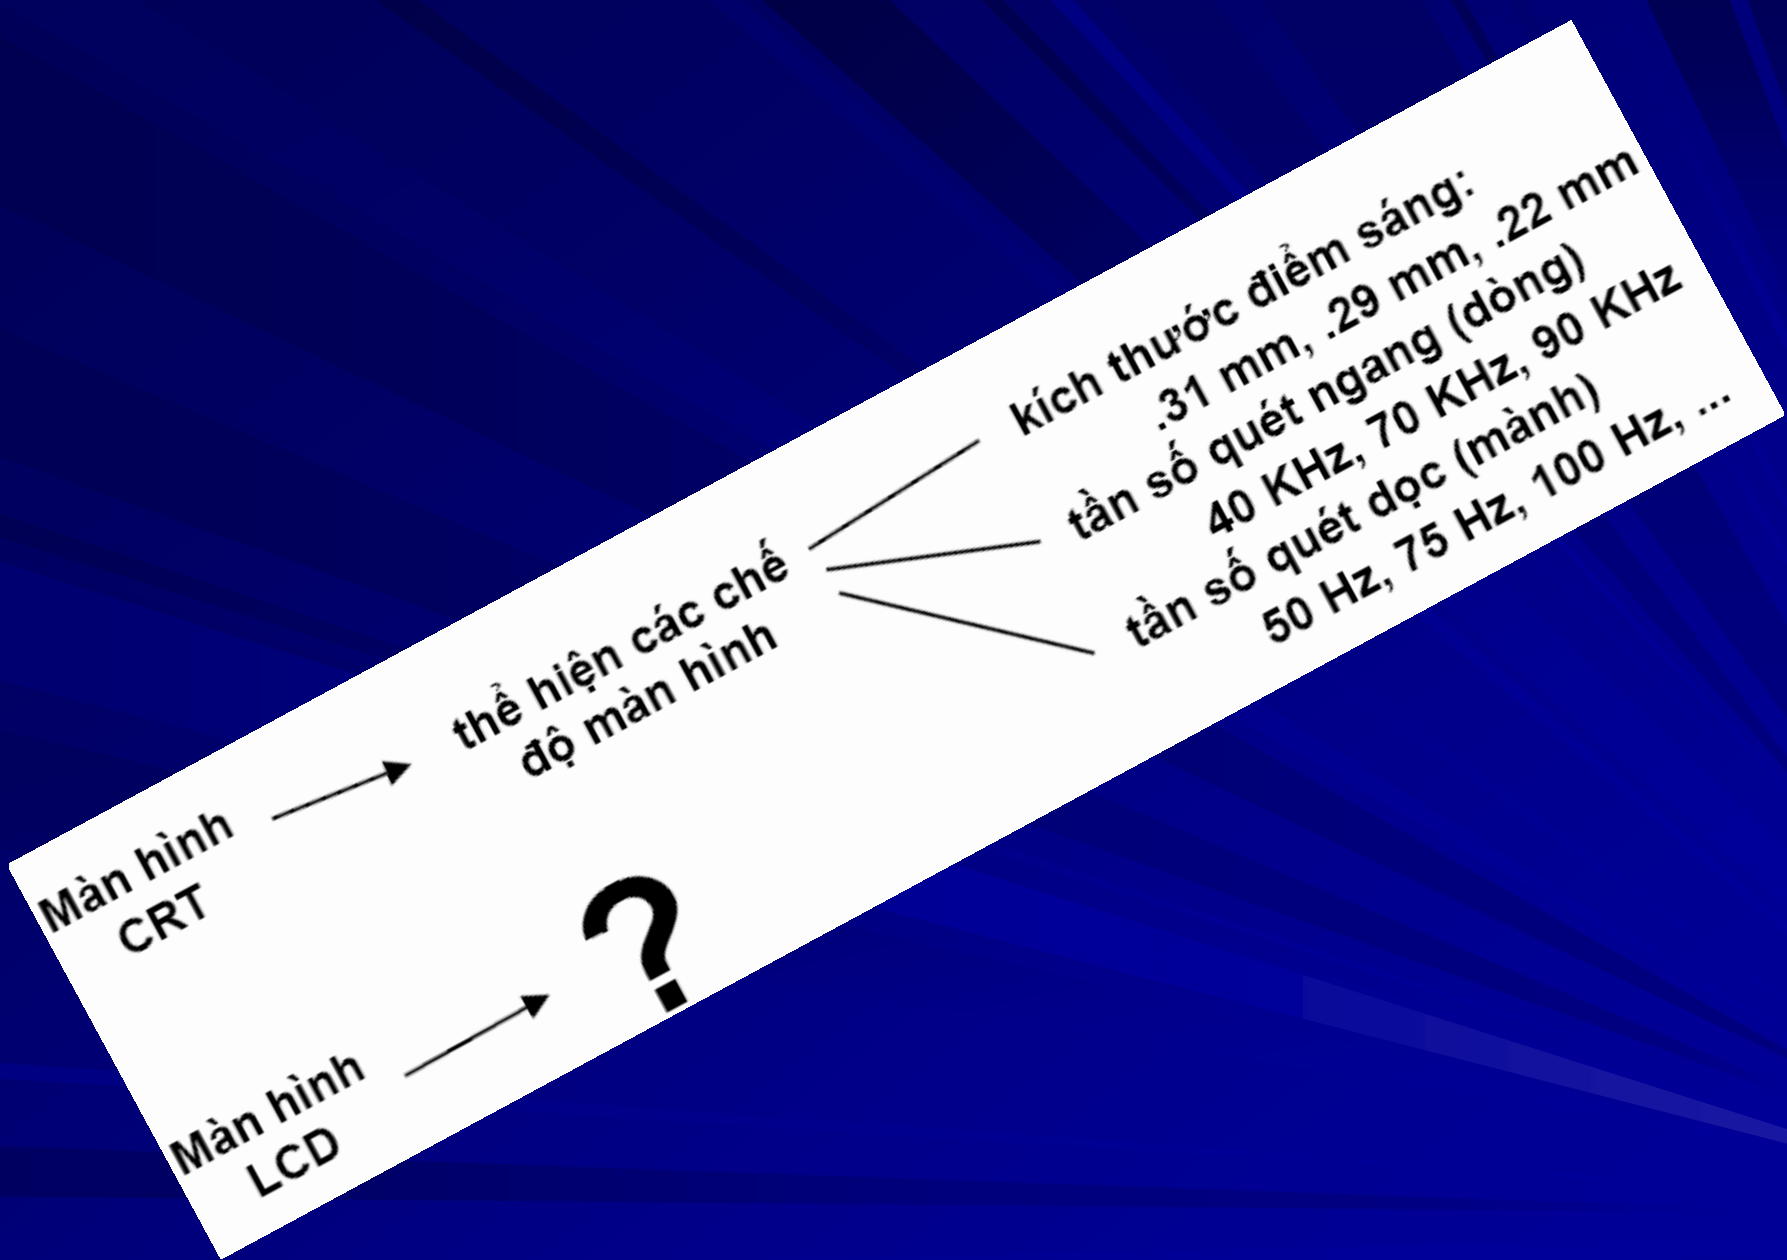 Màn hình
CRT
thể hiện các chế
độ màn hình
kích thước điểm sáng:
.31 mm, .29 mm, .22 mm
tần số quét ngang (dòng)
40 KHz, 70 KHz, 90 KHz
tần số quét dọc (mành)
50 Hz, 75 Hz, 100 Hz, ...
Màn hình
LCD
?